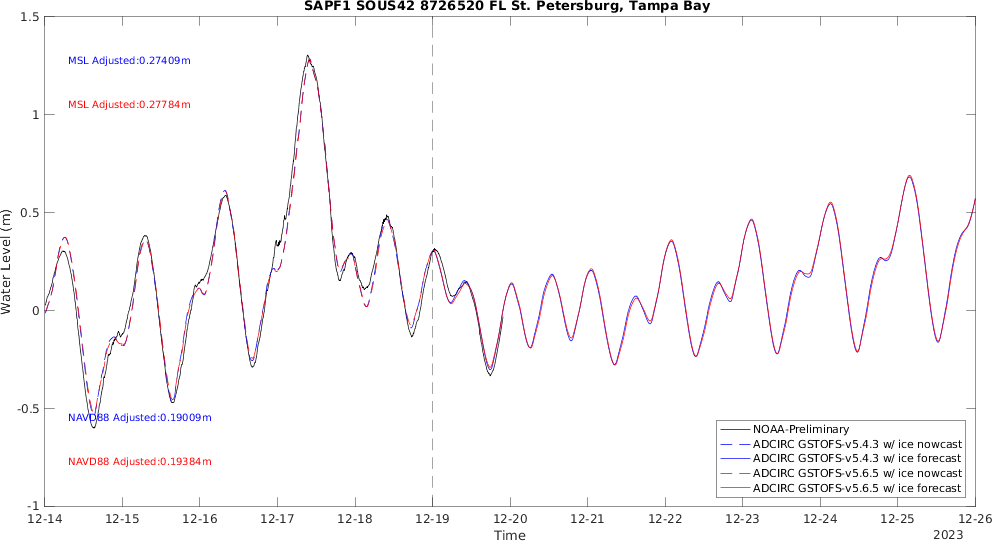 SAPF1 SOUS42 8726520 FL St. Petersburg, Tampa Bay
1.5
1
0.5
0
-0.5
-1
Water Level (m)
MSL Adjusted:0.27409m
MSL Adjusted:0.27784m
NAVD88 Adjusted:0.19009m
NAVD88 Adjusted:0.19384m
NOAA-Preliminary
ADCIRC GSTOFS-v5.4.3 w/ ice nowcast
ADCIRC GSTOFS-v5.4.3 w/ ice forecast
ADCIRC GSTOFS-v5.6.5 w/ ice nowcast
ADCIRC GSTOFS-v5.6.5 w/ ice forecast
12-14 12-15 12-16 12-17 12-18 12-19 12-20 12-21 12-22 12-23 12-24 12-25 12-26
Time
2023